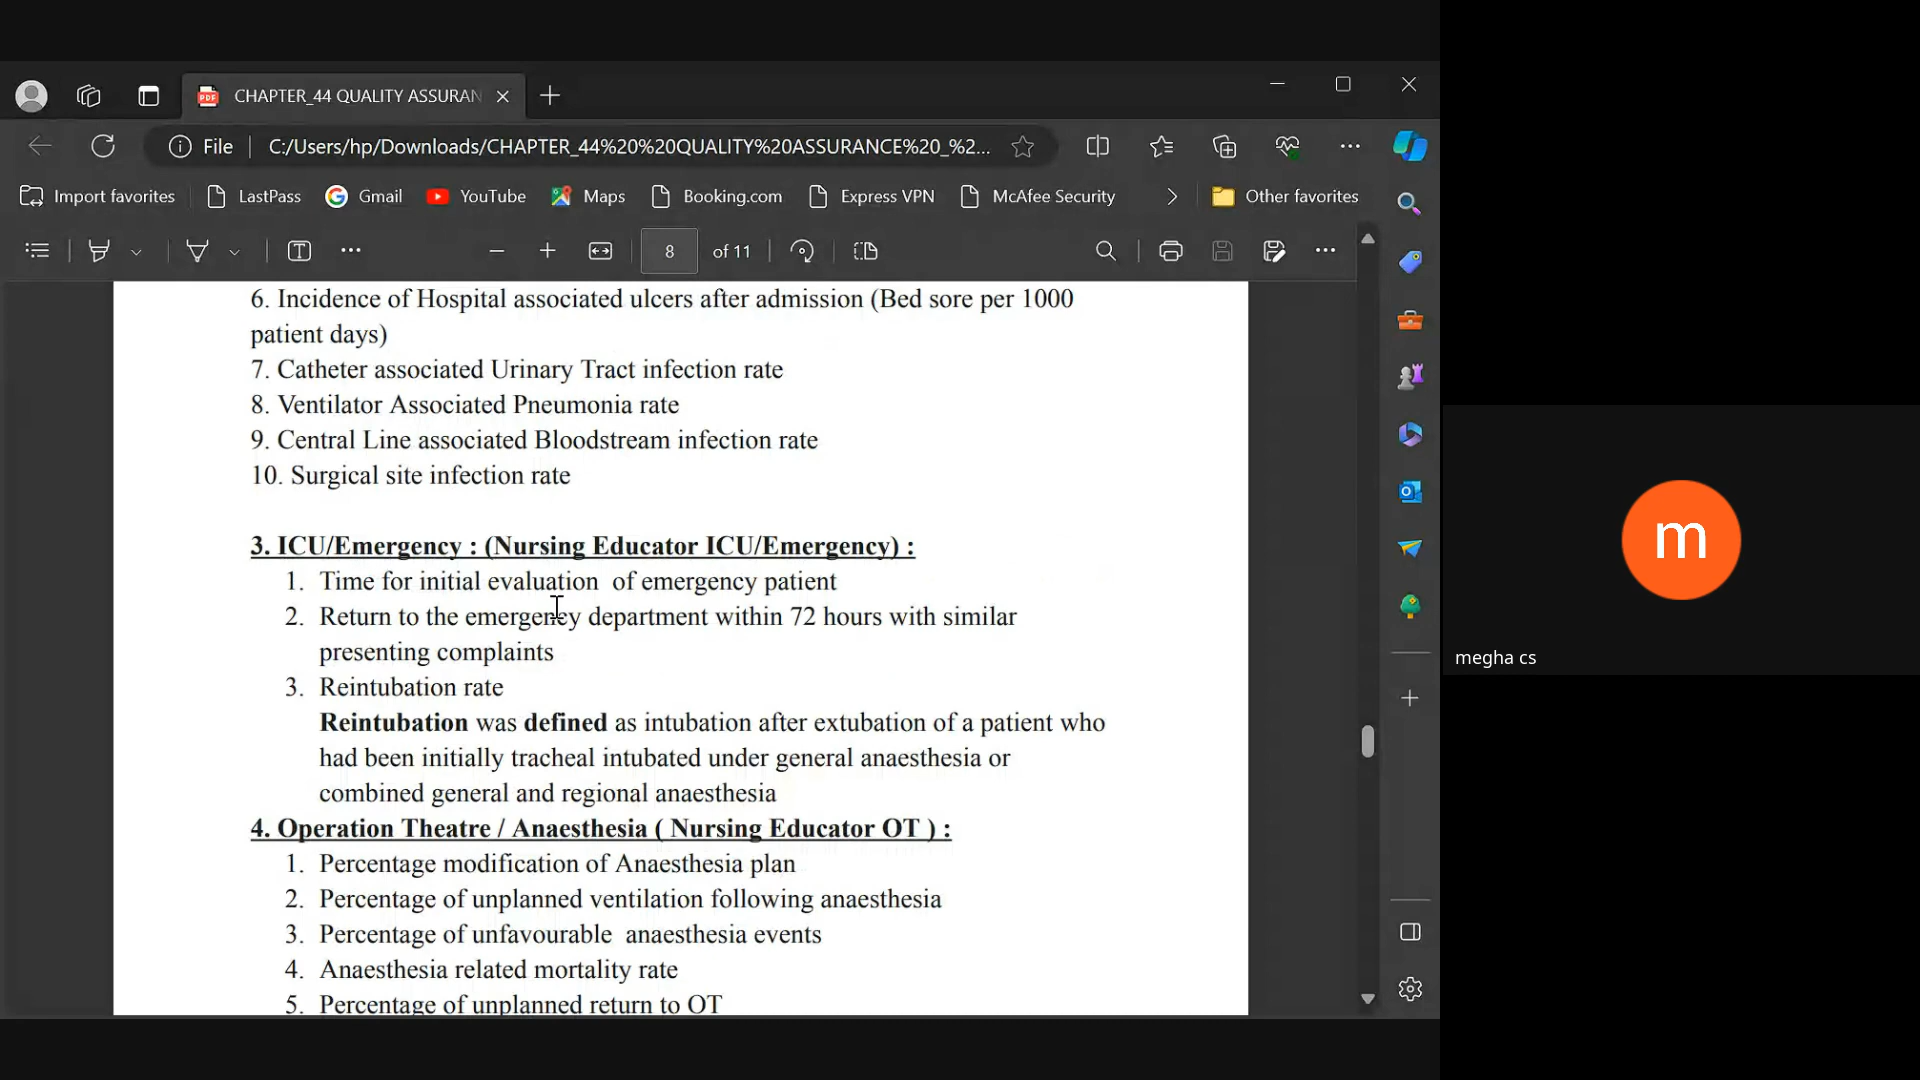 CHAPTER_44 QUALITY ASSURAN
File
C:/Users/hp/Downloads/CHAPTER_44%20%20QUALITY%20ASSURANCE%20_%2...
Import favorites
LastPass
Gmail
YouTube
Maps
Booking.com
Express VPN
McAfee Security
Other favorites
8 of 11
6. Incidence of Hospital associated ulcers after admission (Bed sore per 1000
patient days)
7. Catheter associated Urinary Tract infection rate
8. Ventilator Associated Pneumonia rate
9. Central Line associated Bloodstream infection rate
10. Surgical site infection rate
3. ICU/Emergency : (Nursing Educator ICU/Emergency) :
1. Time for initial evaluation of emergency patient
2. Return to the emergency department within 72 hours with similar
presenting complaints
3. Reintubation rate
Reintubation was defined as intubation after extubation of a patient who
had been initially tracheal intubated under general anaesthesia or
combined general and regional anaesthesia
4. Operation Theatre / Anaesthesia ( Nursing Educator OT ) :
1. Percentage modification of Anaesthesia plan
2. Percentage of unplanned ventilation following anaesthesia
3. Percentage of unfavourable anaesthesia events
4. Anaesthesia related mortality rate
5. Percentage of unplanned return to OT
m
megha cs